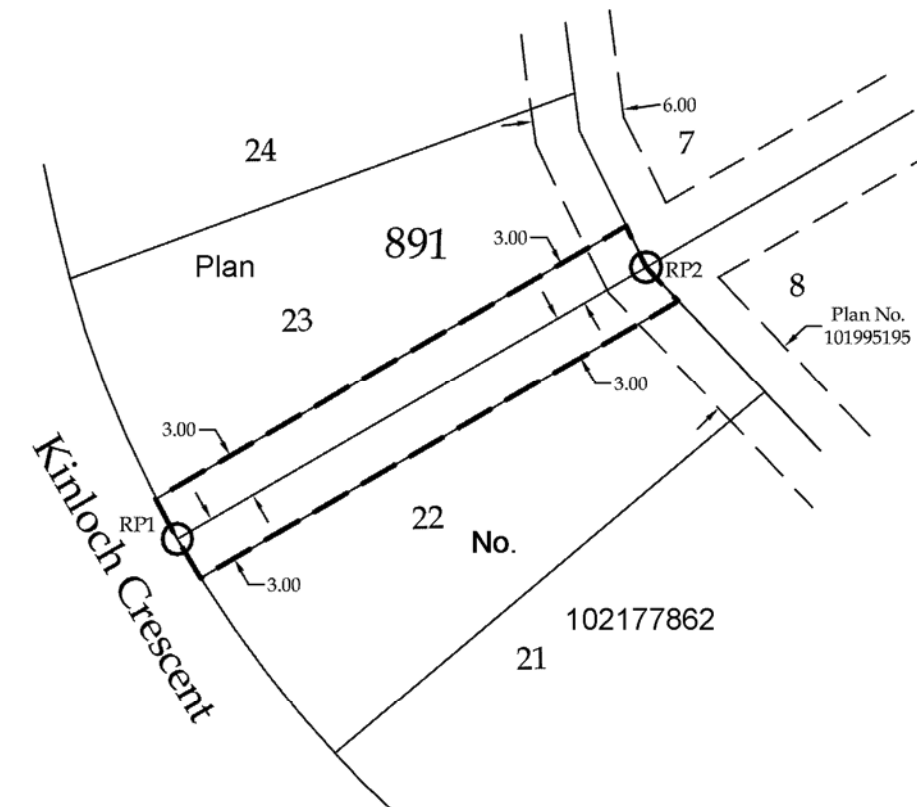 6.00
24
7
891
3.00
Plan
RP2
8
23
Plan No.
101995195
3.00
3.00
Kinloch Crescent
RP1
22
No.
3.00
102177862
21